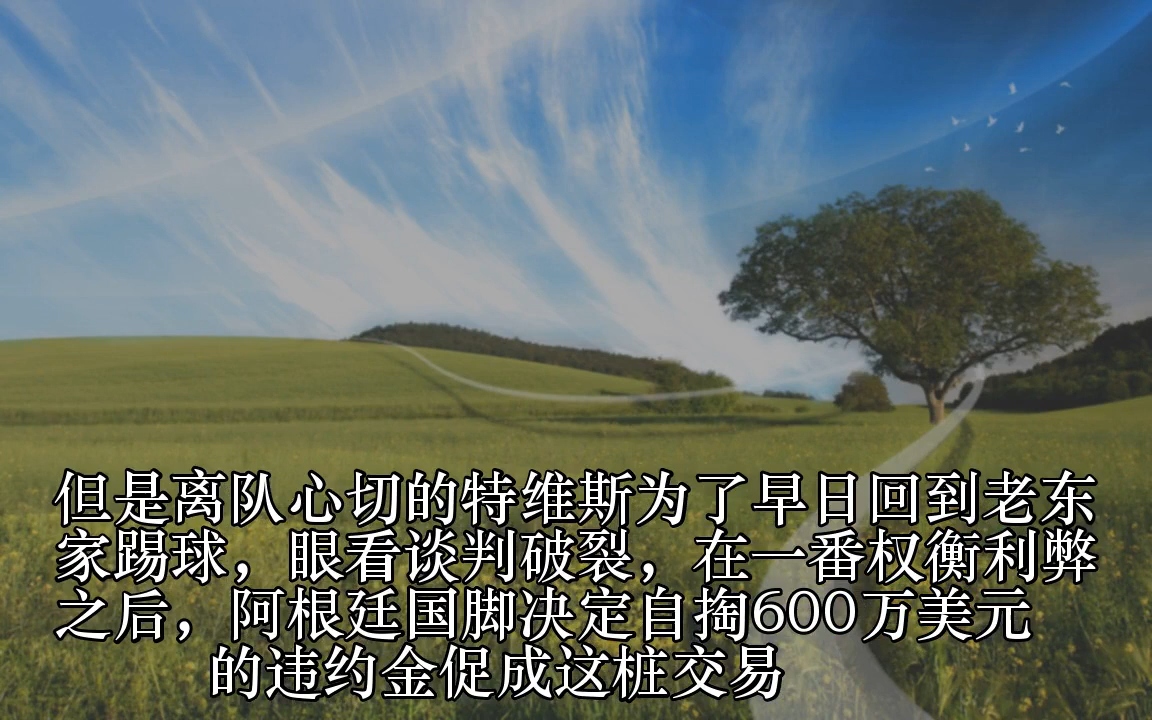 但是离队心切的特维斯为了早日回到老东
家踢球，眼看谈判破裂，在一番权衡利弊
之后，阿根廷国脚决定自掏600万美元
的违约金促成这桩交易